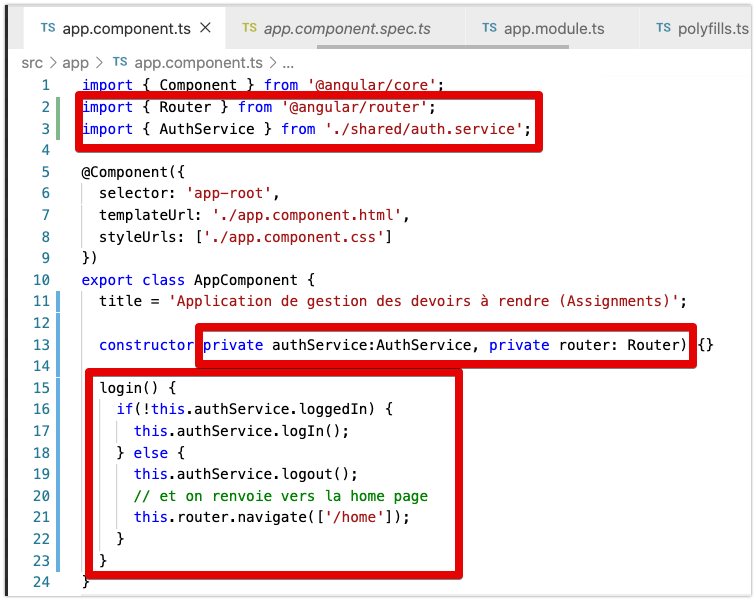 TS app.component.ts × TS app.component.spec.ts TS app.module.ts TS polyfills.ts
src > app > TS app.component.ts > ...
1 import { Component } from '@angular/core';
2 import { Router } from '@angular/router';
3 import { AuthService } from './shared/auth.service';
4
5 @Component({
6 selector: 'app-root',
7 templateUrl: './app.component.html',
8 styleUrls: ['./app.component.css']
9 })
10 export class AppComponent {
11 title = 'Application de gestion des devoirs à rendre (Assignments)';
12
13 constructor private authService:AuthService, private router: Router) {}
14
15 login() {
16 if(!this.authService.loggedIn) {
17 this.authService.logIn();
18 } else {
19 this.authService.logout();
20 // et on renvoie vers la home page
21 this.router.navigate(['/home']);
22 }
23 }
24 }